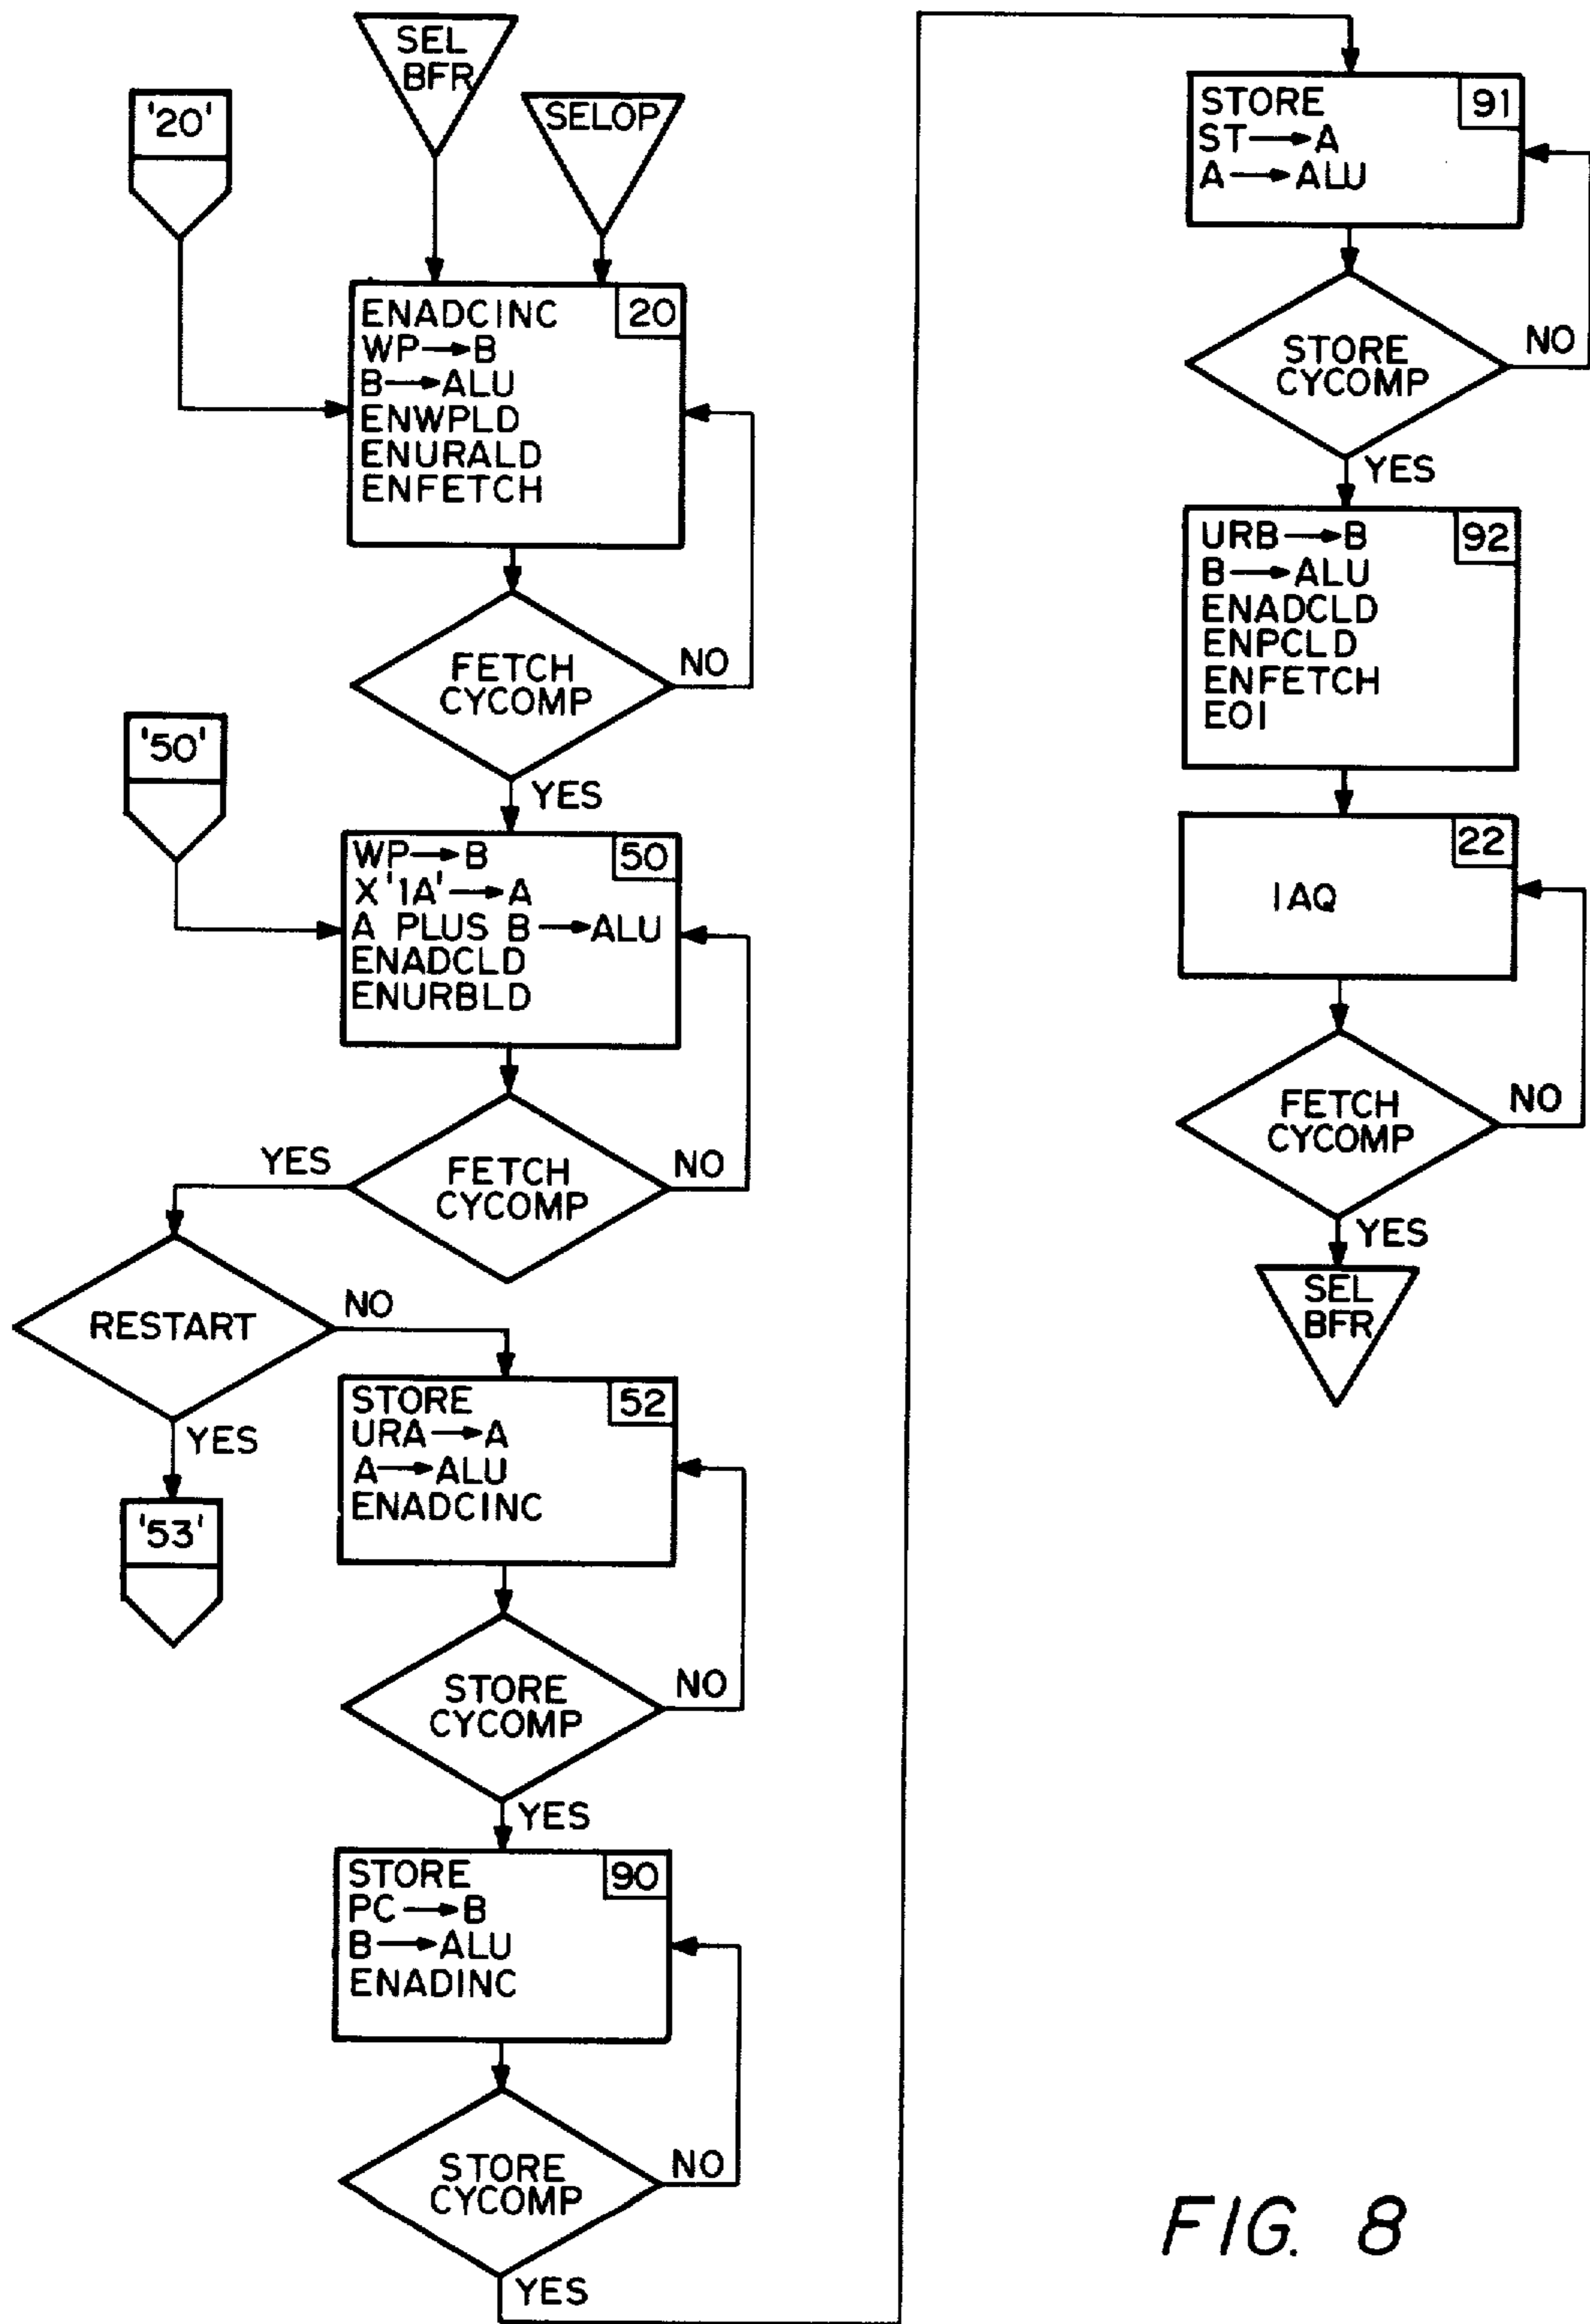 SEL
BFR
SELOP
'20'
20
ENADCINC
WP→B
B→ALU
ENWPLD
ENURALD
ENFETCH
FETCH
CYCOMP
NO
YES
'50'
50
WP→B
X'1A'→A
A PLUS B→ALU
ENADCLD
ENURBLD
FETCH
CYCOMP
NO
YES
RESTART
NO
YES
'53'
52
STORE
URA→A
A→ALU
ENADCINC
STORE
CYCOMP
NO
YES
90
STORE
PC→B
B→ALU
ENADINC
STORE
CYCOMP
NO
YES
91
STORE
ST→A
A→ALU
STORE
CYCOMP
NO
YES
92
URB→B
B→ALU
ENADCLD
ENPCLD
ENFETCH
EOI
22
IAQ
FETCH
CYCOMP
NO
YES
SEL
BFR
FIG. 8